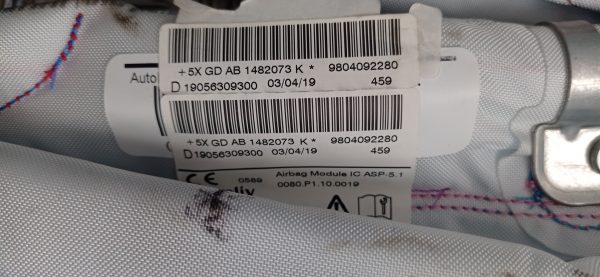 +5X GD AB 1482073 K * 9804092280
D 19056309300 03/04/19 459
Auto
+5X GD AB 1482073 K * 9804092280
D 19056309300 03/04/19 459
CE 0589 Airbag Module IC ASP-5.1
0080.P1.10.0019